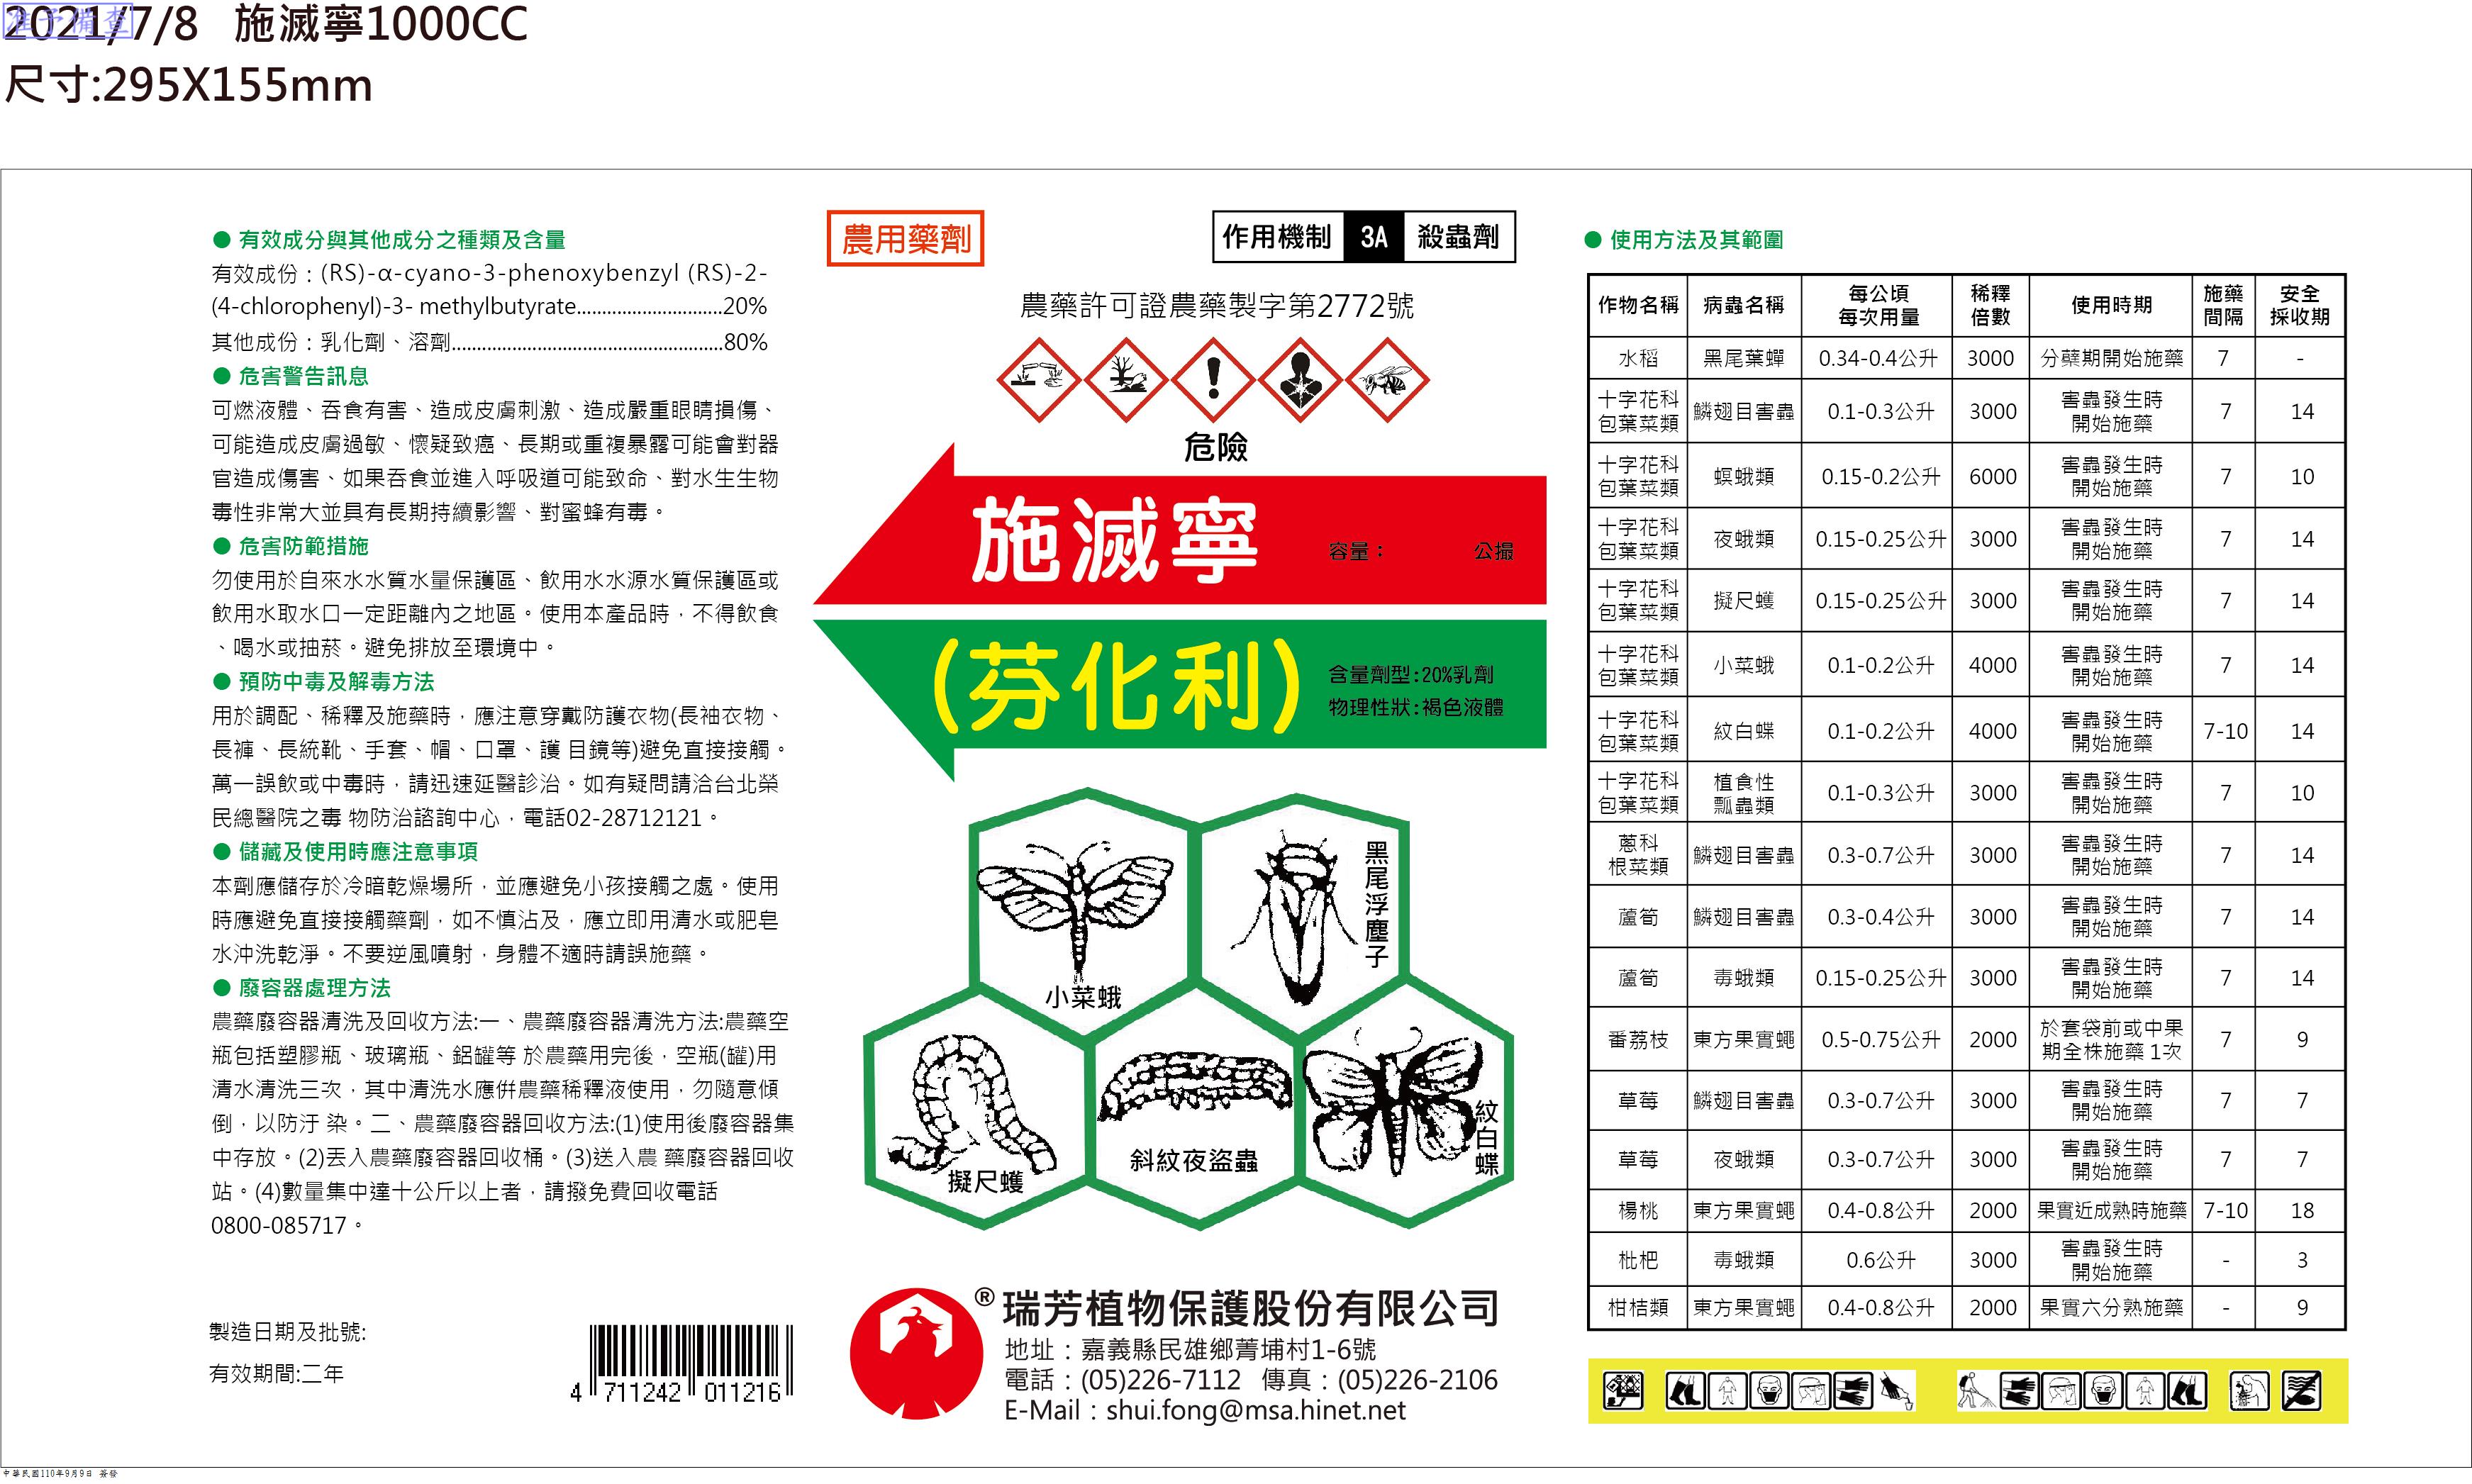 准予備查
2021/7/8 施滅寧1000CC
尺寸:295X155mm
● 有效成分與其他成分之種類及含量
有效成份：(RS)-α-cyano-3-phenoxybenzyl (RS)-2-
(4-chlorophenyl)-3- methylbutyrate.............................20%
其他成份：乳化劑、溶劑......................................................80%
● 危害警告訊息
可燃液體、吞食有害、造成皮膚刺激、造成嚴重眼睛損傷、
可能造成皮膚過敏、懷疑致癌、長期或重複暴露可能會對器
官造成傷害、如果吞食並進入呼吸道可能致命、對水生生物
毒性非常大並具有長期持續影響、對蜜蜂有毒。
● 危害防範措施
勿使用於自來水水質水量保護區、飲用水水源水質保護區或
飲用水取水口一定距離內之地區。使用本產品時，不得飲食
、喝水或抽菸。避免排放至環境中。
● 預防中毒及解毒方法
用於調配、稀釋及施藥時，應注意穿戴防護衣物(長袖衣物、
長褲、長統靴、手套、帽、口罩、護 目鏡等)避免直接接觸。
萬一誤飲或中毒時，請迅速延醫診治。如有疑問請洽台北榮
民總醫院之毒 物防治諮詢中心，電話02-28712121。
● 儲藏及使用時應注意事項
本劑應儲存於冷暗乾燥場所，並應避免小孩接觸之處。使用
時應避免直接接觸藥劑，如不慎沾及，應立即用清水或肥皂
水沖洗乾淨。不要逆風噴射，身體不適時請誤施藥。
● 廢容器處理方法
農藥廢容器清洗及回收方法:一、農藥廢容器清洗方法:農藥空
瓶包括塑膠瓶、玻璃瓶、鋁罐等 於農藥用完後，空瓶(罐)用
清水清洗三次，其中清洗水應倂農藥稀釋液使用，勿隨意傾
倒，以防汙 染。二、農藥廢容器回收方法:(1)使用後廢容器集
中存放。(2)丟入農藥廢容器回收桶。(3)送入農 藥廢容器回收
站。(4)數量集中達十公斤以上者，請撥免費回收電話
0800-085717。
製造日期及批號:
有效期間:二年
4 711242 011216
農用藥劑
作用機制 3A 殺蟲劑
農藥許可證農藥製字第2772號
危險
施滅寧
容量： 公撮
(芬化利)
含量劑型:20%乳劑
物理性狀:褐色液體
小菜蛾
黑尾浮塵子
擬尺蠖
斜紋夜盜蟲
紋白蝶
® 瑞芳植物保護股份有限公司
地址：嘉義縣民雄鄉菁埔村1-6號
電話：(05)226-7112 傳真：(05)226-2106
E-Mail：shui.fong@msa.hinet.net
● 使用方法及其範圍
作物名稱 病蟲名稱 每公頃每次用量 稀釋倍數 使用時期 施藥間隔 安全採收期
水稻 黑尾葉蟬 0.34-0.4公升 3000 分蘗期開始施藥 7 -
十字花科包葉菜類 鱗翅目害蟲 0.1-0.3公升 3000 害蟲發生時開始施藥 7 14
十字花科包葉菜類 螟蛾類 0.15-0.2公升 6000 害蟲發生時開始施藥 7 10
十字花科包葉菜類 夜蛾類 0.15-0.25公升 3000 害蟲發生時開始施藥 7 14
十字花科包葉菜類 擬尺蠖 0.15-0.25公升 3000 害蟲發生時開始施藥 7 14
十字花科包葉菜類 小菜蛾 0.1-0.2公升 4000 害蟲發生時開始施藥 7 14
十字花科包葉菜類 紋白蝶 0.1-0.2公升 4000 害蟲發生時開始施藥 7-10 14
十字花科包葉菜類 植食性瓢蟲類 0.1-0.3公升 3000 害蟲發生時開始施藥 7 10
蔥科根菜類 鱗翅目害蟲 0.3-0.7公升 3000 害蟲發生時開始施藥 7 14
蘆筍 鱗翅目害蟲 0.3-0.4公升 3000 害蟲發生時開始施藥 7 14
蘆筍 毒蛾類 0.15-0.25公升 3000 害蟲發生時開始施藥 7 14
番荔枝 東方果實蠅 0.5-0.75公升 2000 於套袋前或中果期全株施藥 1次 7 9
草莓 鱗翅目害蟲 0.3-0.7公升 3000 害蟲發生時開始施藥 7 7
草莓 夜蛾類 0.3-0.7公升 3000 害蟲發生時開始施藥 7 7
楊桃 東方果實蠅 0.4-0.8公升 2000 果實近成熟時施藥 7-10 18
枇杷 毒蛾類 0.6公升 3000 害蟲發生時開始施藥 - 3
柑桔類 東方果實蠅 0.4-0.8公升 2000 果實六分熟施藥 - 9
中華民國110年9月9日 簽發